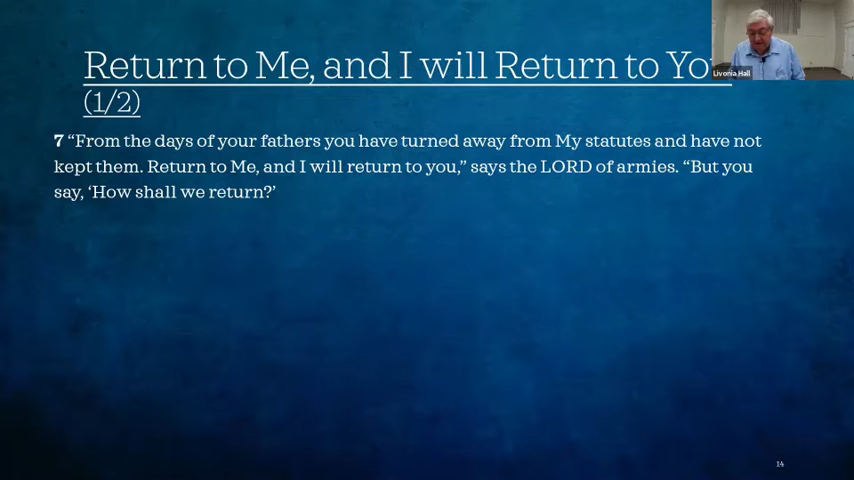 Return to Me, and I will Return to Yo
(1/2)
Livonia Hall
7 “From the days of your fathers you have turned away from My statutes and have not
kept them. Return to Me, and I will return to you,” says the LORD of armies. “But you
say, ‘How shall we return?’
14